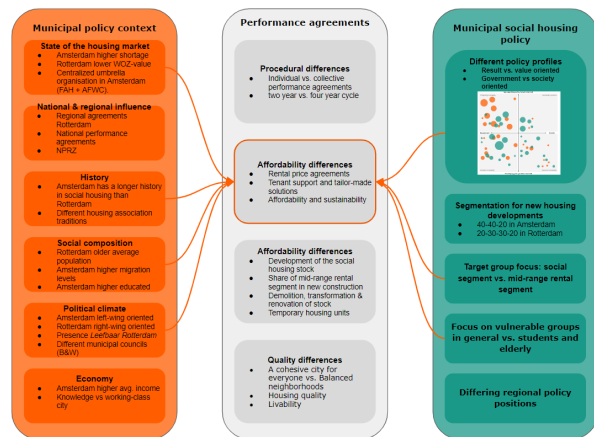 Municipal policy context
State of the housing market
Amsterdam higher shortage
Rotterdam lower WOZ-value
Centralized umbrella
organisation in Amsterdam
(FAH + AFWC).
National & regional influence
Regional agreements
Rotterdam
National performance
agreements
NPRZ
History
Amsterdam has a longer history
in social housing than
Rotterdam
Different housing association
traditions
Social composition
Rotterdam older average
population
Amsterdam higher migration
levels
Amsterdam higher educated
Political climate
Amsterdam left-wing oriented
Rotterdam right-wing oriented
Presence Leefbaar Rotterdam
Different municipal councils
(B&W)
Economy
Amsterdam higher avg. income
Knowledge vs working-class
city
Performance agreements
Procedural differences
Individual vs. collective
performance agreements
two year vs. four year cycle
Affordability differences
Rental price agreements
Tenant support and tailor-made
solutions
Affordability and sustainability
Affordability differences
Development of the
social housing stock
Share of mid-range rental
segment in new construction
Demolition, transformation &
renovation of stock
Temporary housing units
Quality differences
A cohesive city for
everyone vs. Balanced
neighborhoods
Housing quality
Livability
Municipal social housing
policy
Different policy profiles
Result vs. value oriented
Government vs society
oriented
Segmentation for new housing
developments
40-40-20 in Amsterdam
20-30-30-20 in Rotterdam
Target group focus: social
segment vs. mid-range rental
segment
Focus on vulnerable groups
in general vs. students and
elderly
Differing regional policy
positions